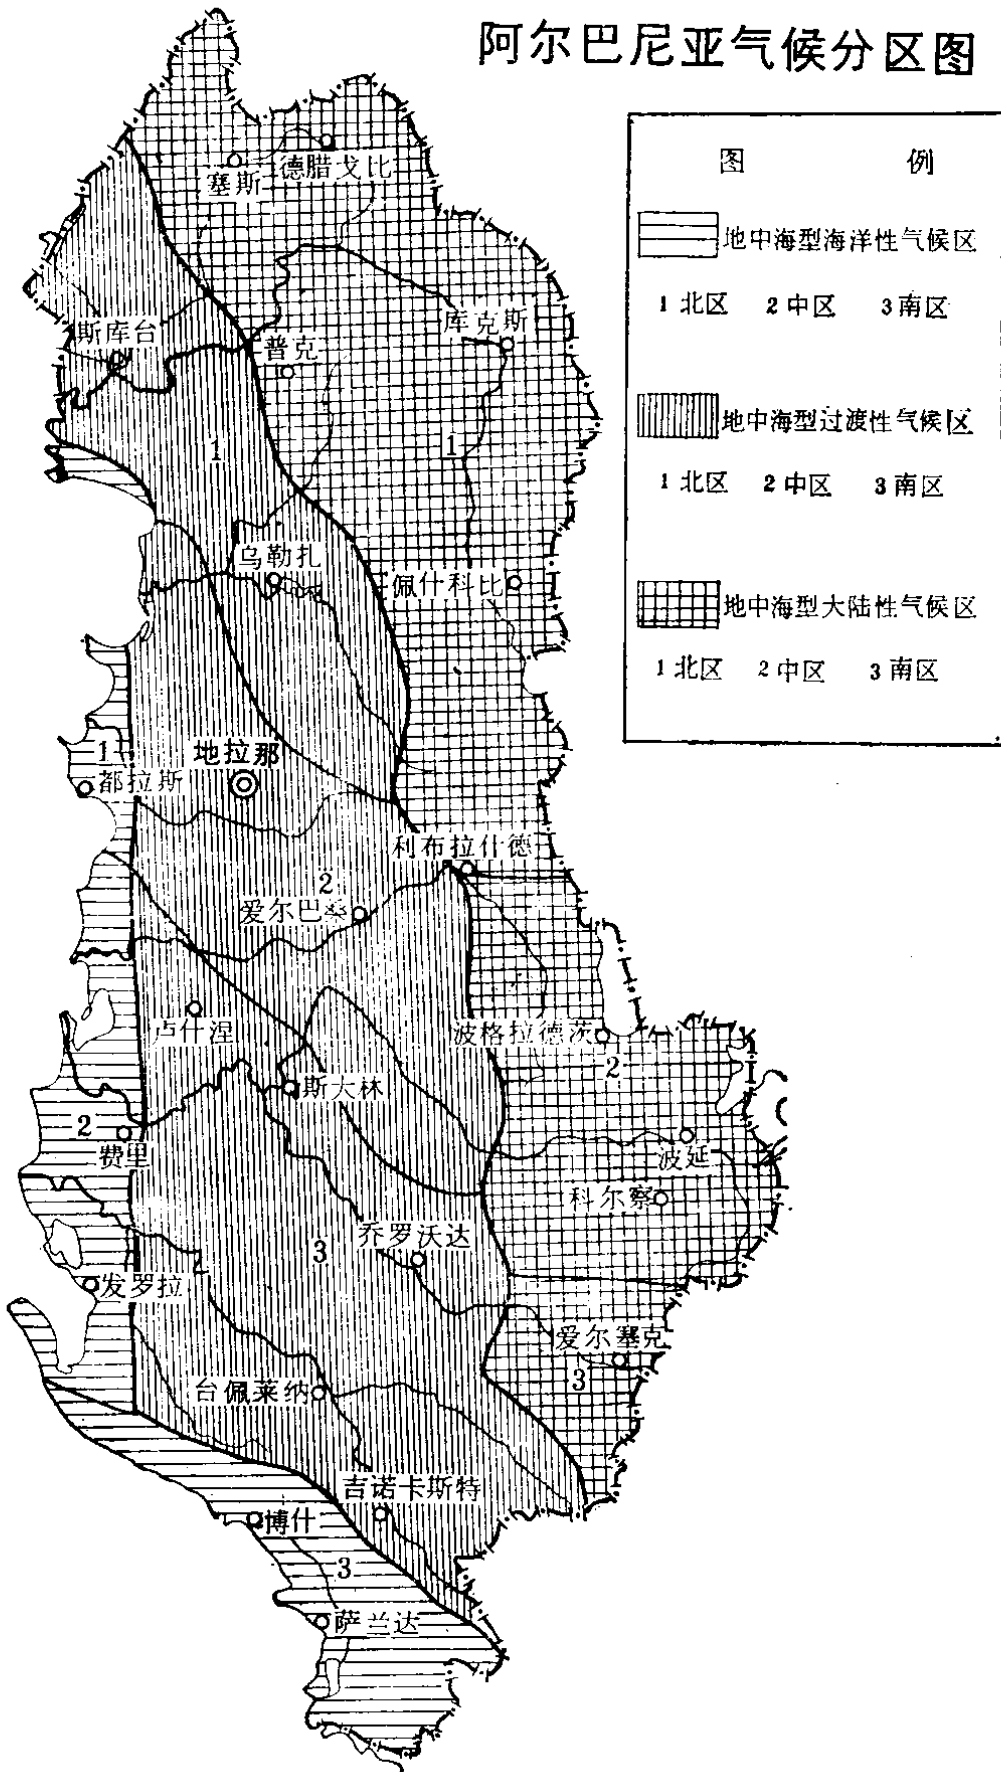 阿尔巴尼亚气候分区图
图 例
地中海型海洋性气候区
1 北区 2 中区 3 南区
地中海型过渡性气候区
1 北区 2 中区 3 南区
地中海型大陆性气候区
1 北区 2 中区 3 南区
塞斯
德腊戈比
斯库台
普克
库克斯
1
1
乌勒扎
佩什科比
1
都拉斯
地拉那
利布拉什德
2
爱尔巴桑
卢什涅
波格拉德茨
2
斯大林
2
费里
波廷
科尔察
乔罗沃达
3
发罗拉
爱尔塞克
3
台佩莱纳
吉诺卡斯特
博什
3
萨兰达